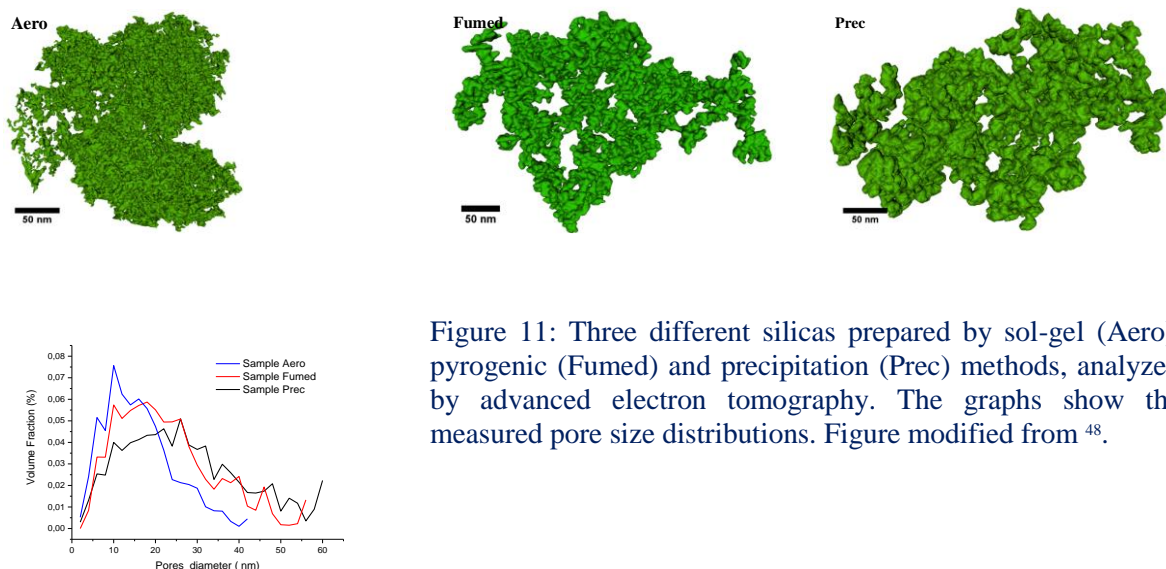 Aero
Fumed
Prec
50 nm
50 nm
50 nm
0,08
0,07
0,06
0,05
0,04
0,03
0,02
0,01
0,00
Volume Fraction (%)
Sample Aero
Sample Fumed
Sample Prec
0 10 20 30 40 50 60
Pores diameter ( nm)
Figure 11: Three different silicas prepared by sol-gel (Aero
pyrogenic (Fumed) and precipitation (Prec) methods, analyze
by advanced electron tomography. The graphs show th
measured pore size distributions. Figure modified from 48.